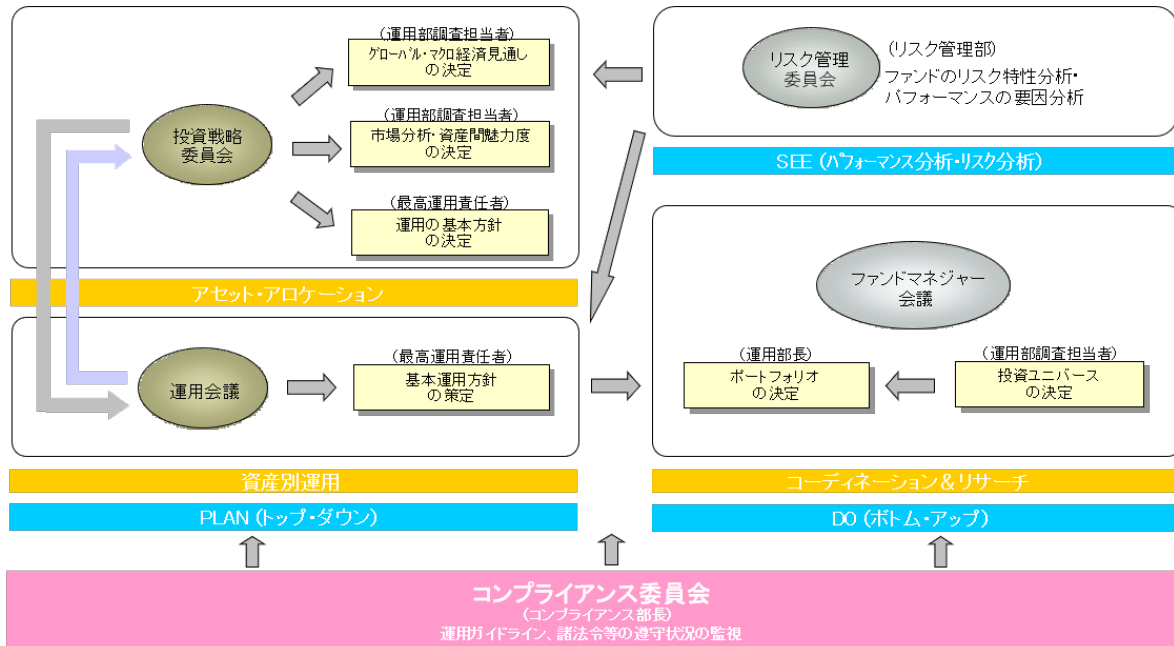 (運用部調査担当者)
グローバル・マクロ経済見通し
の決定
投資戦略
委員会
(運用部調査担当者)
市場分析・資産間魅力度
の決定
(最高運用責任者)
運用の基本方針
の決定
アセット・アロケーション
リスク管理
委員会
(リスク管理部)
ファンドのリスク特性分析・
パフォーマンスの要因分析
SEE (パフォーマンス分析・リスク分析)
運用会議
(最高運用責任者)
基本運用方針
の策定
資産別運用
PLAN (トップ・ダウン)
ファンドマネジャー
会議
(運用部長)
ポートフォリオ
の決定
(運用部調査担当者)
投資ユニバース
の決定
コーディネーション&リサーチ
DO (ボトム・アップ)
コンプライアンス委員会
(コンプライアンス部長)
運用ガイドライン、諸法令等の遵守状況の監視